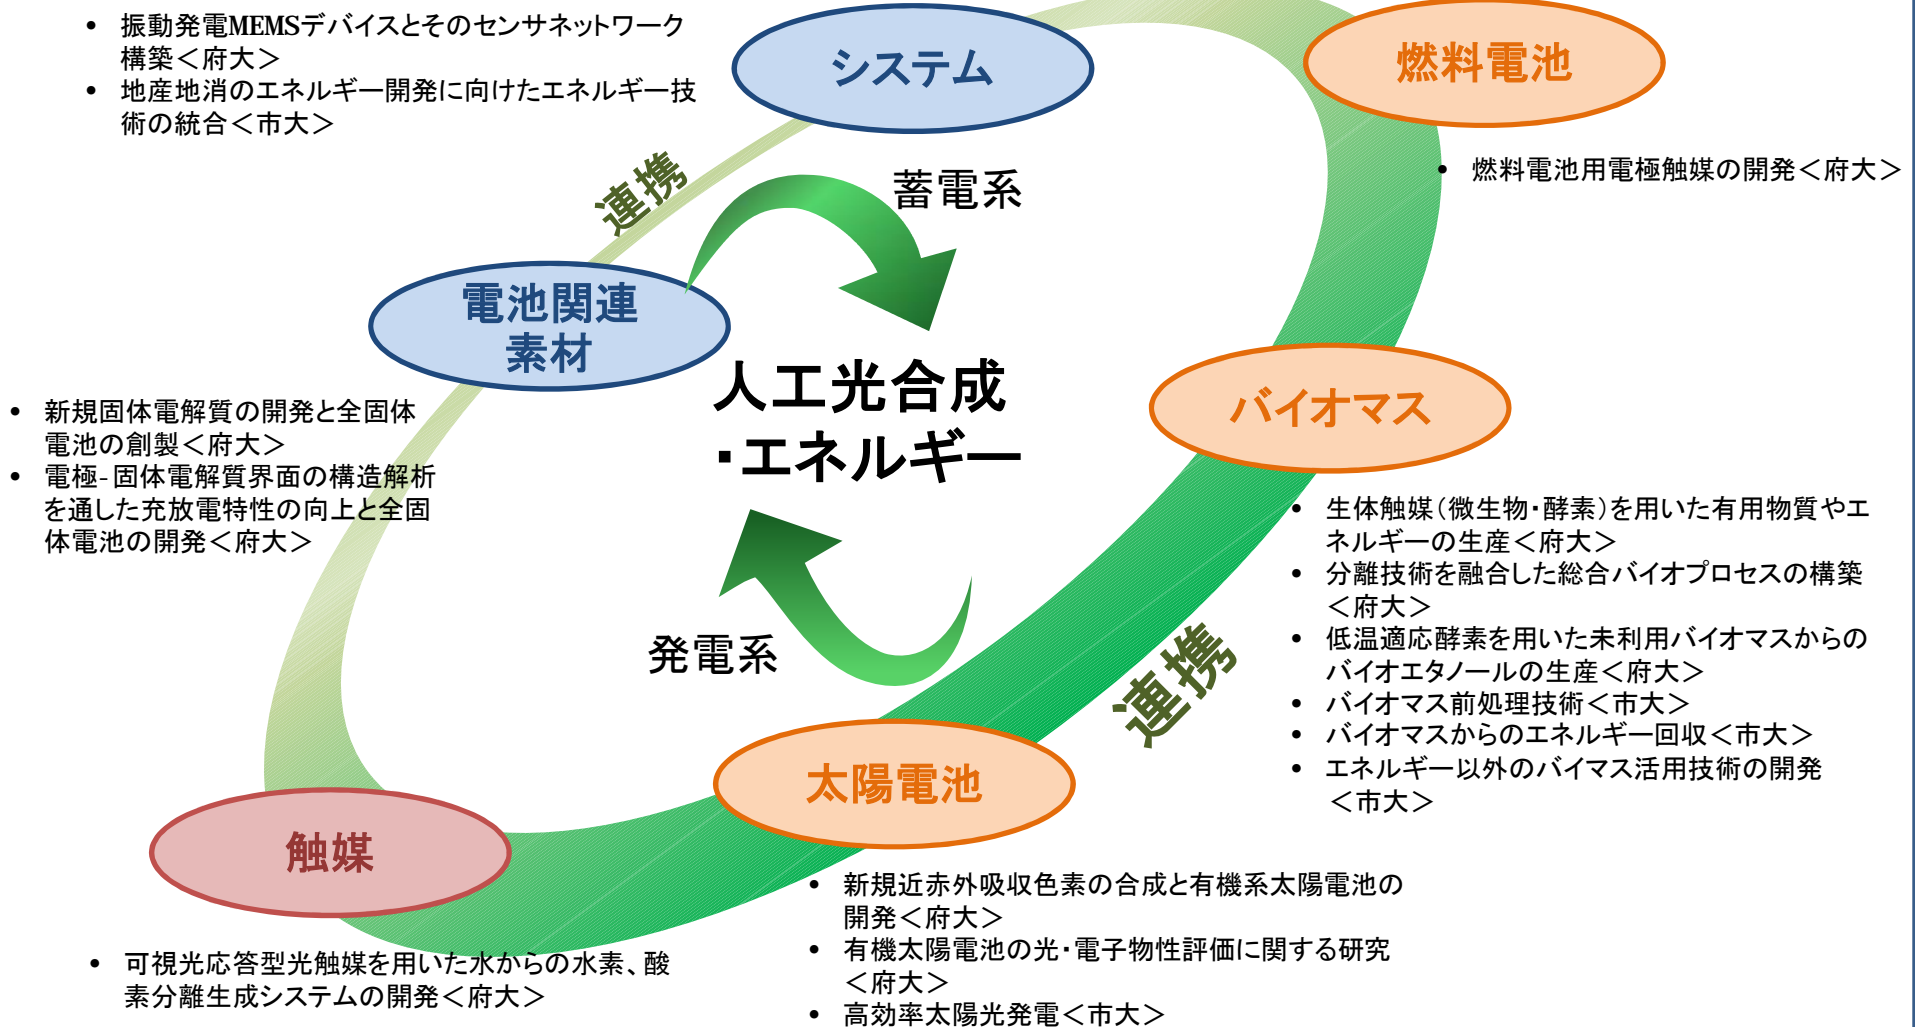 • 振動発電MEMSデバイスとそのセンサネットワーク
構築＜府大＞
• 地産地消のエネルギー開発に向けたエネルギー技
術の統合＜市大＞
システム
燃料電池
• 燃料電池用電極触媒の開発＜府大＞
連携
蓄電系
電池関連
素材
人工光合成
・エネルギー
バイオマス
• 新規固体電解質の開発と全固体
電池の創製＜府大＞
• 電極-固体電解質界面の構造解析
を通した充放電特性の向上と全固
体電池の開発＜府大＞
• 生体触媒（微生物・酵素）を用いた有用物質やエ
ネルギーの生産＜府大＞
• 分離技術を融合した総合バイオプロセスの構築
＜府大＞
• 低温適応酵素を用いた未利用バイオマスからの
バイオエタノールの生産＜府大＞
• バイオマス前処理技術＜市大＞
• バイオマスからのエネルギー回収＜市大＞
• エネルギー以外のバイマス活用技術の開発
＜市大＞
発電系
連携
太陽電池
触媒
• 新規近赤外吸収色素の合成と有機系太陽電池の
開発＜府大＞
• 有機太陽電池の光・電子物性評価に関する研究
＜府大＞
• 高効率太陽光発電＜市大＞
• 可視光応答型光触媒を用いた水からの水素、酸
素分離生成システムの開発＜府大＞